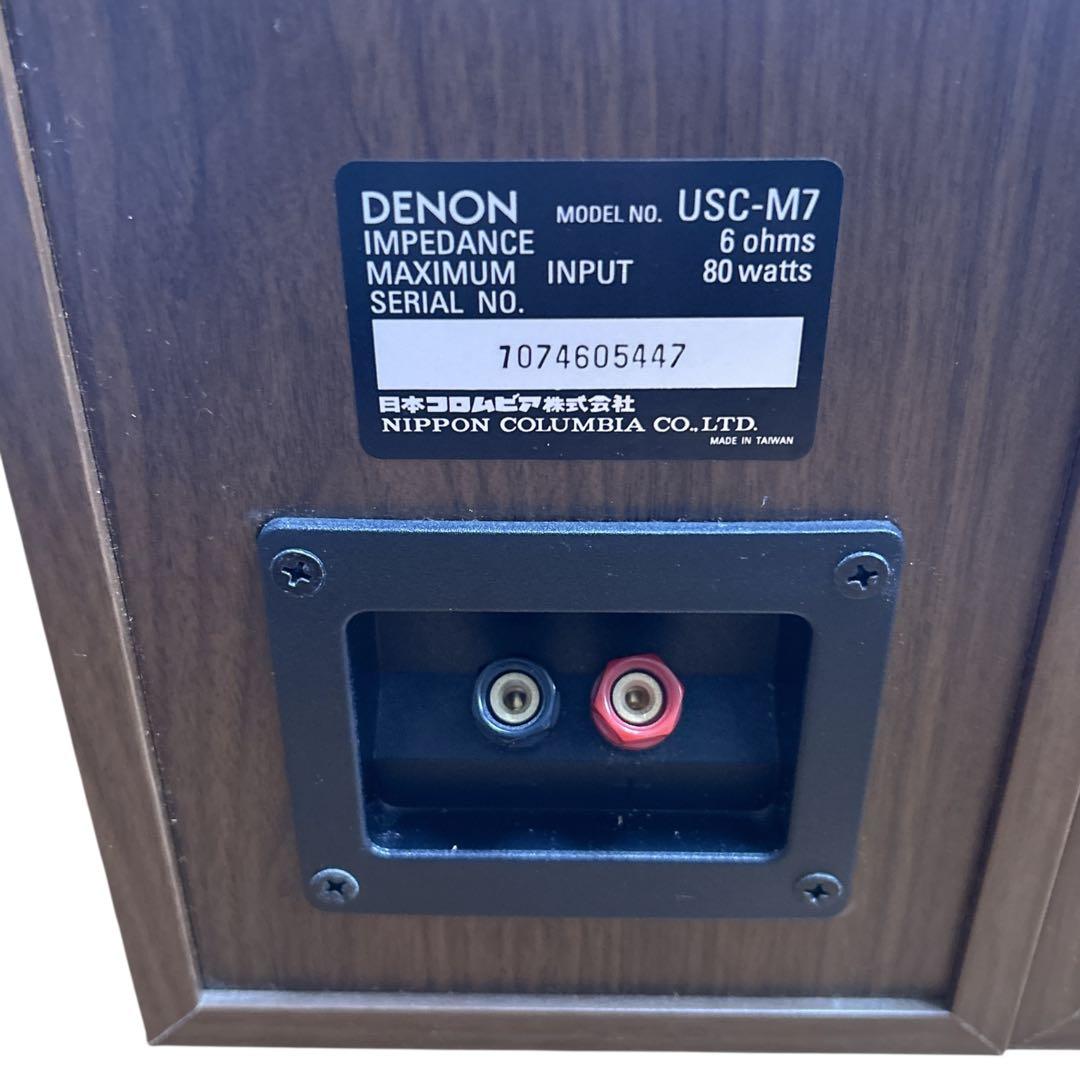 DENON MODEL NO. USC-M7
IMPEDANCE 6 ohms
MAXIMUM INPUT 80 watts
SERIAL NO.
7074605447
日本コロムビア株式会社
NIPPON COLUMBIA CO., LTD.
MADE IN TAIWAN